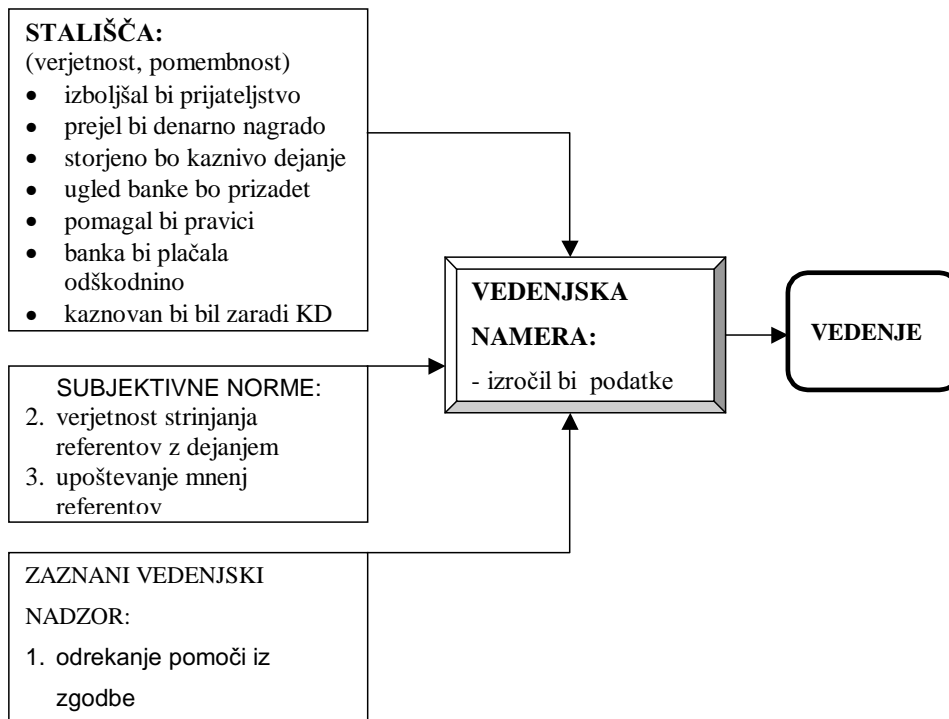 STALIŠČA:
(verjetnost, pomembnost)
• izboljšal bi prijateljstvo
• prejel bi denarno nagrado
• storjeno bo kaznivo dejanje
• ugled banke bo prizadet
• pomagal bi pravici
• banka bi plačala
odškodnino
• kaznovan bi bil zaradi KD
SUBJEKTIVNE NORME:
2. verjetnost strinjanja
referentov z dejanjem
3. upoštevanje mnenj
referentov
ZAZNANI VEDENJSKI
NADZOR:
1. odrekanje pomoči iz
zgodbe
VEDENJSKA
NAMERA:
- izročil bi podatke
VEDENJE